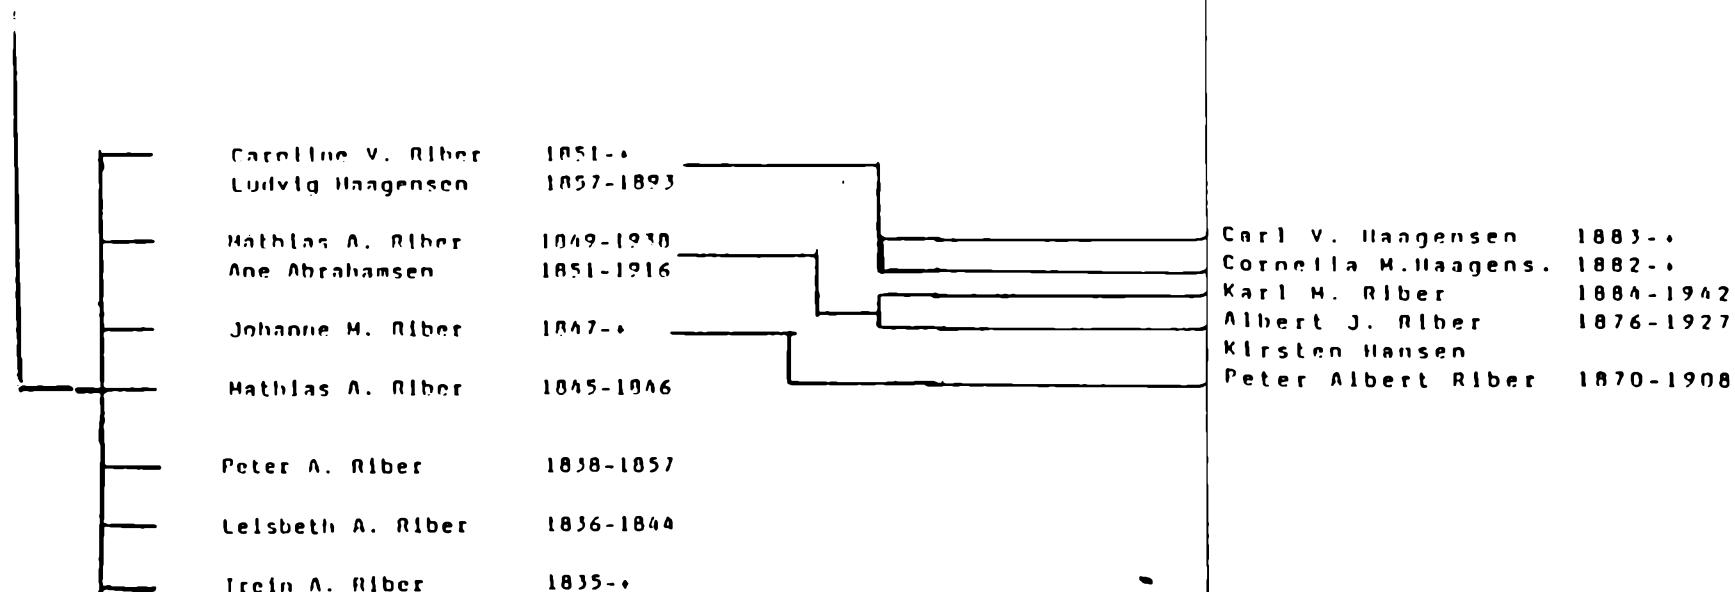 Caroline V. Riber 1851-+
Ludvig Haagensen 1857-1893
Mathias A. Riber 1849-1930
Ane Abrahamsen 1851-1916
Johanne M. Riber 1847-+
Mathias A. Riber 1845-1846
Peter A. Riber 1838-1857
Leisbeth A. Riber 1836-1844
Trein A. Riber 1835-+
Carl V. Haagensen 1883-+
Cornelia M.Haagens. 1882-+
Karl M. Riber 1884-1942
Albert J. Riber 1876-1927
Kirsten Hansen
Peter Albert Riber 1870-1908